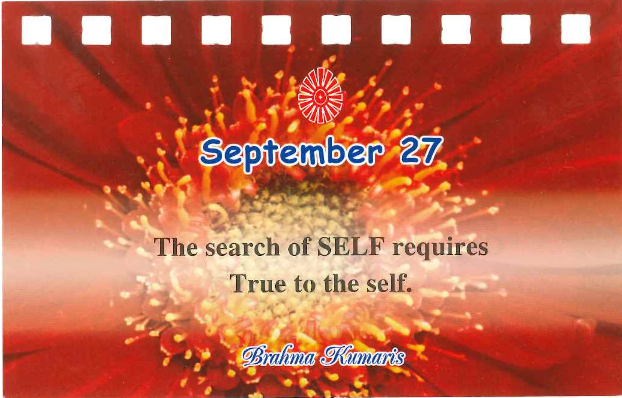 September 27
The search of SELF requires
True to the self.
Brahma Kumaris